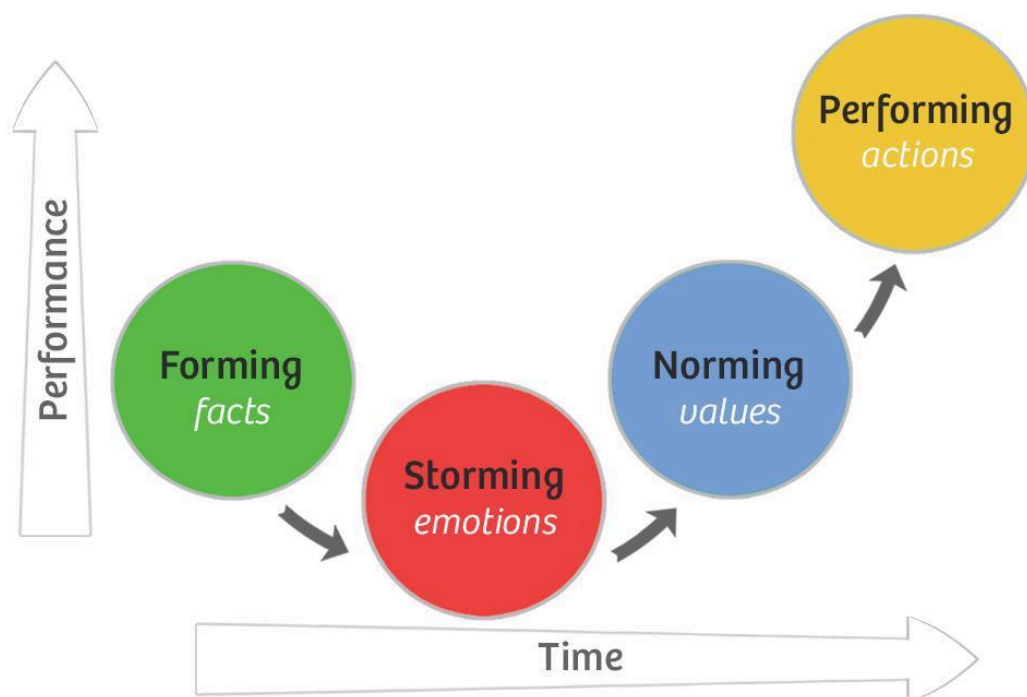 Performing
actions
Performance
Forming
facts
Norming
values
Storming
emotions
Time